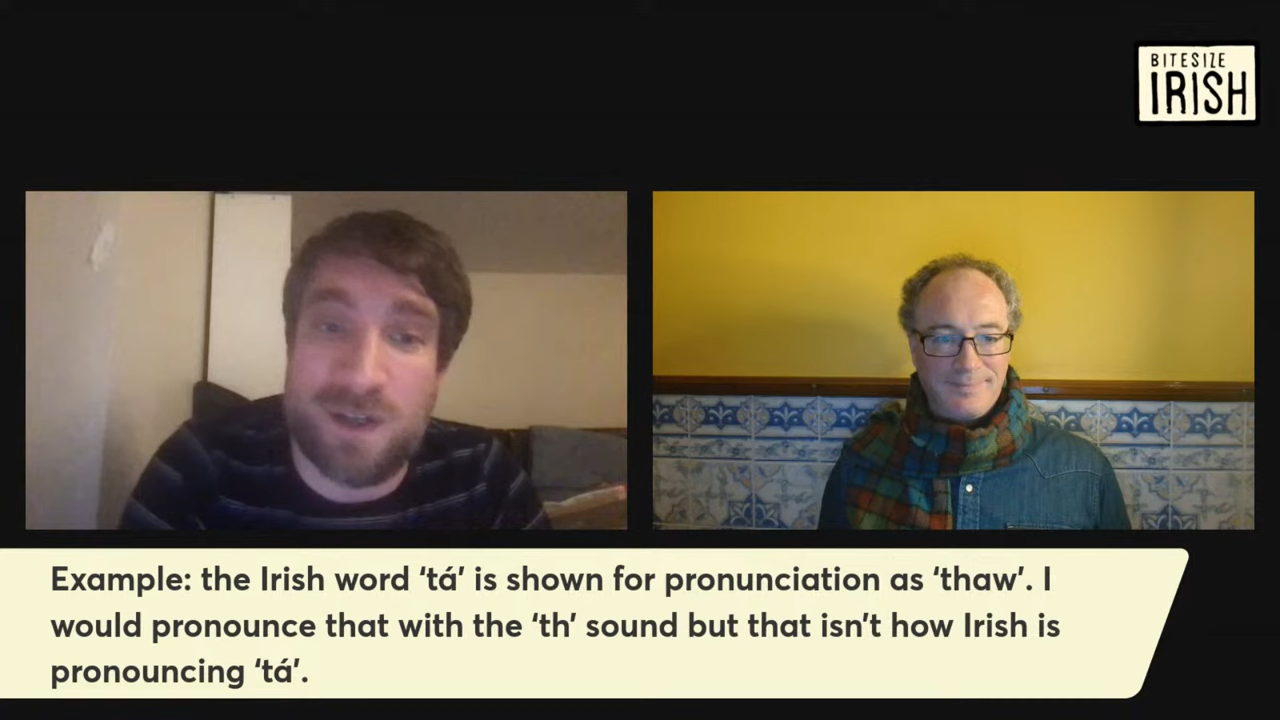 BITESIZE
IRISH
Example: the Irish word ‘tá’ is shown for pronunciation as ‘thaw’. I
would pronounce that with the ‘th’ sound but that isn’t how Irish is
pronouncing ‘tá’.